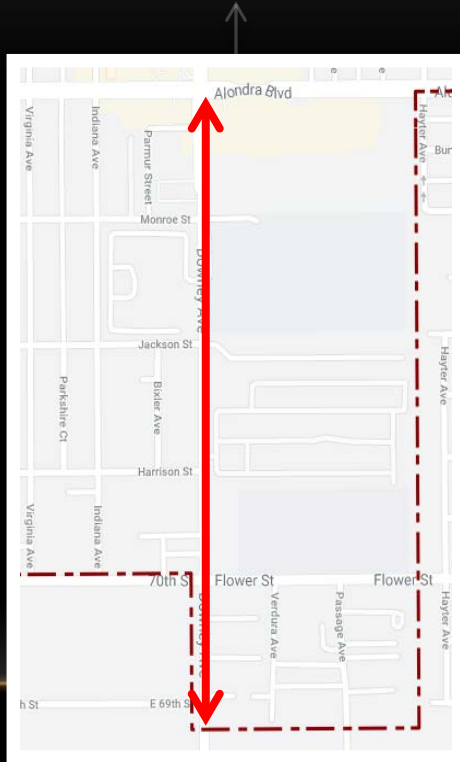 Alondra Blvd
Virginia Ave
Indiana Ave
Parmur Street
Hayter Ave
Monroe St
Downey Ave
Jackson St
Parkshire Ct
Bixler Ave
Hayter Ave
Harrison St
Virginia Ave
Indiana Ave
70th St
Flower St
Flower St
Verdura Ave
Passage Ave
Hayter Ave
E 69th S
h St